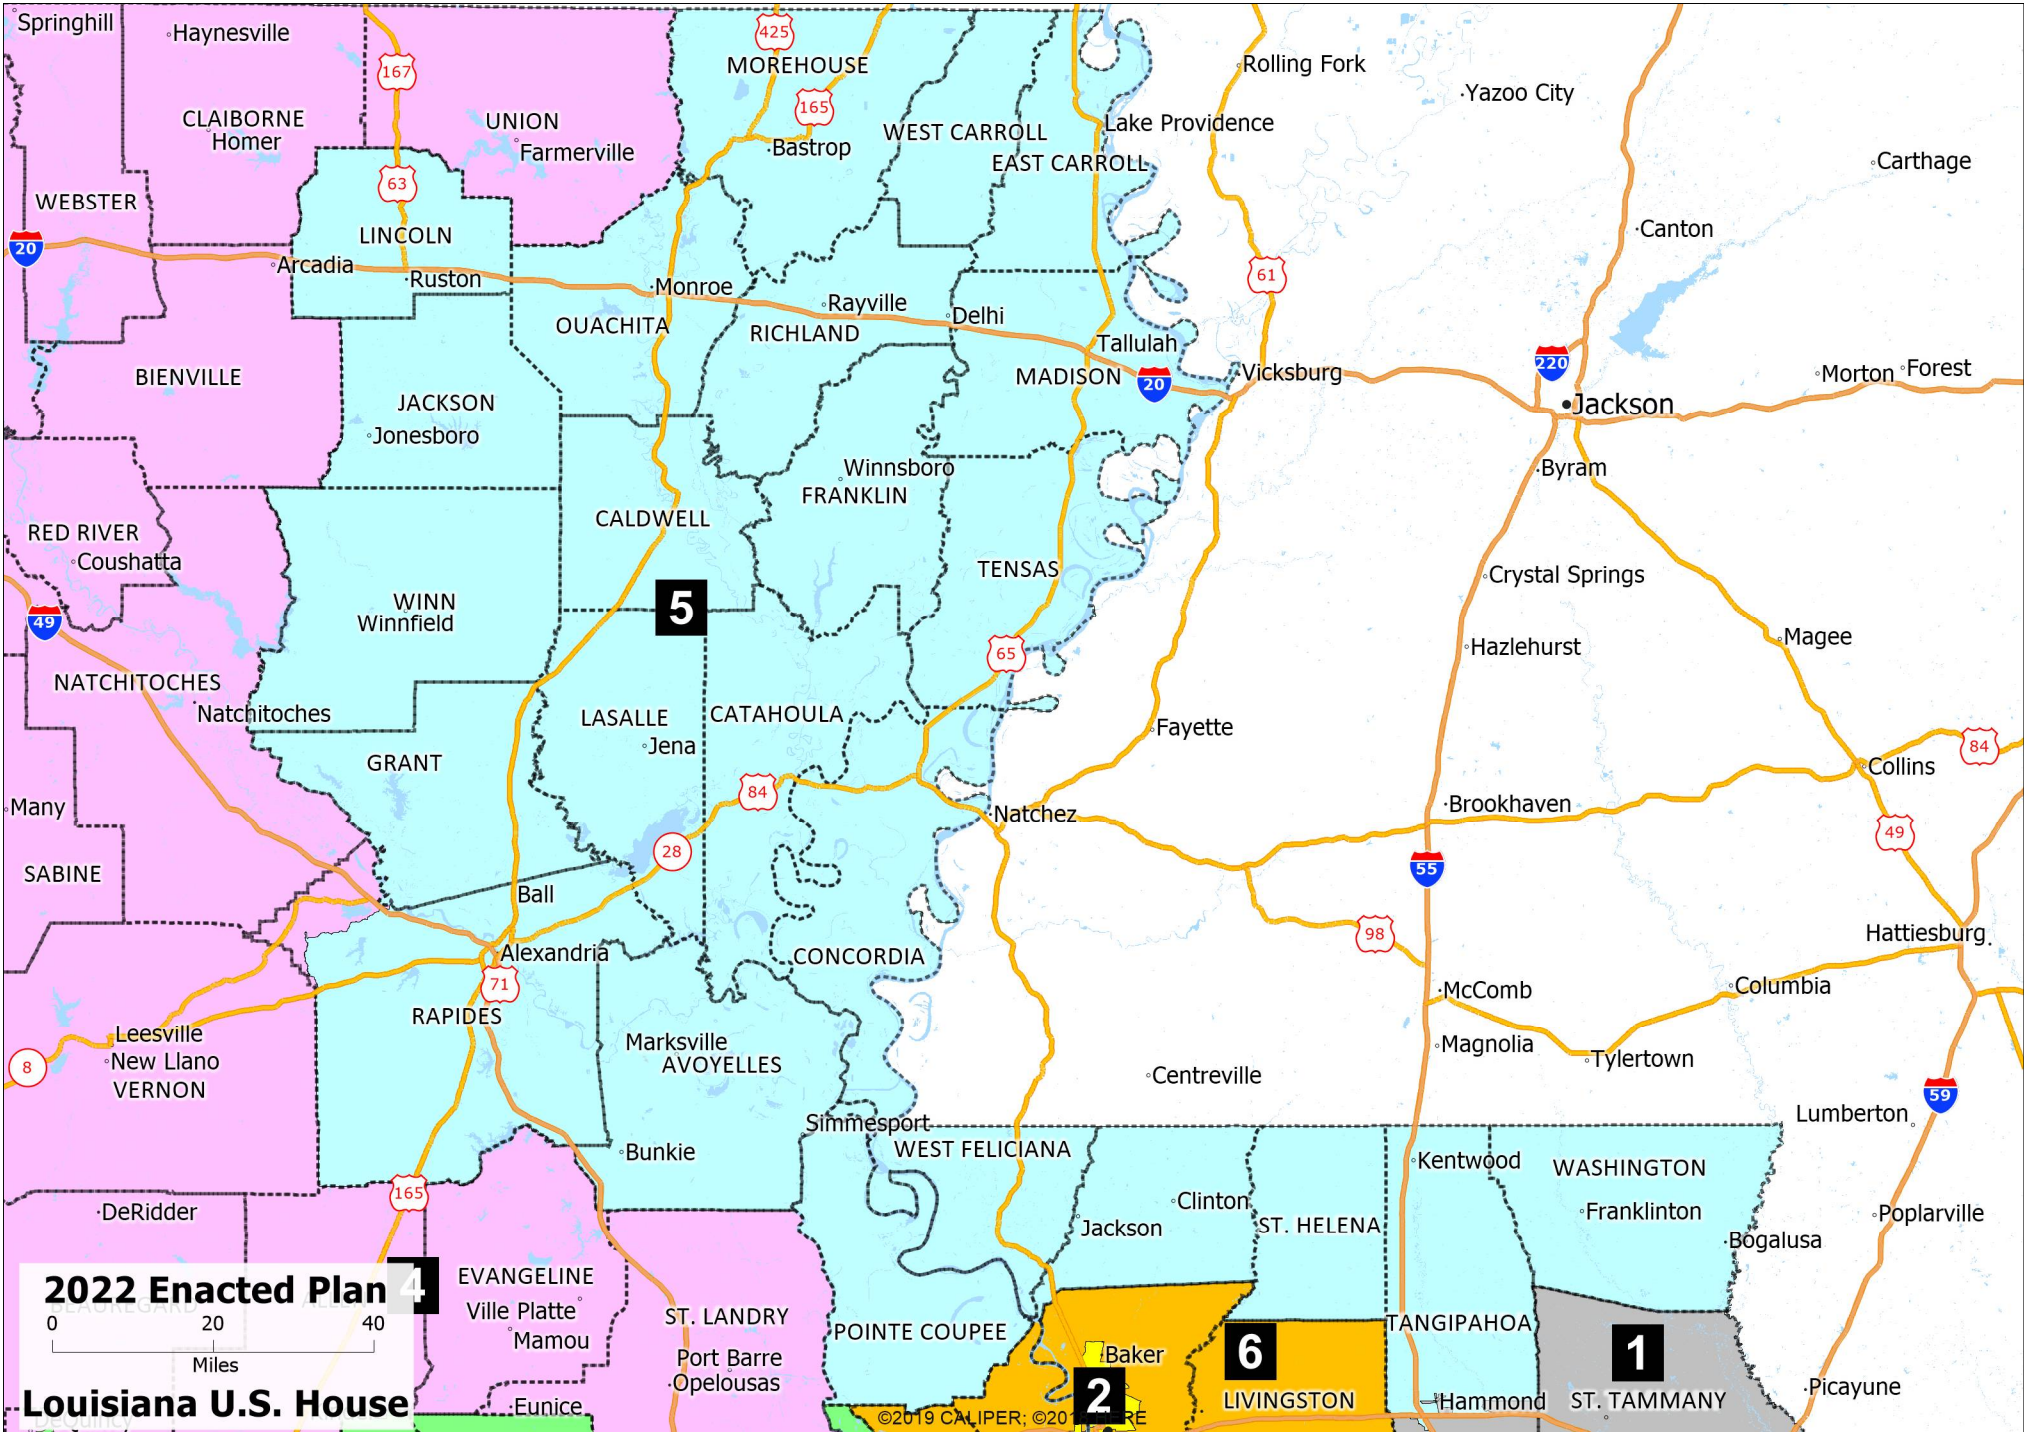 Springhill
Haynesville
167
425
MOREHOUSE
Rolling Fork
Yazoo City
165
CLAIBORNE
Homer
UNION
Farmerville
Bastrop
WEST CARROLL
Lake Providence
EAST CARROLL
Carthage
63
WEBSTER
LINCOLN
20
Canton
Arcadia
Ruston
Monroe
Rayville
Delhi
61
OUACHITA
RICHLAND
Tallulah
BIENVILLE
MADISON
20
Vicksburg
220
Morton
Forest
JACKSON
Jonesboro
Jackson
Winnsboro
FRANKLIN
Byram
CALDWELL
RED RIVER
Coushatta
TENSAS
Crystal Springs
WINN
Winnfield
5
49
Magee
65
Hazlehurst
NATCHITOCHES
Natchitoches
LASALLE
CATAHOULA
Jena
Fayette
84
GRANT
Collins
84
Many
Natchez
Brookhaven
49
28
SABINE
55
Ball
98
Hattiesburg
Alexandria
CONCORDIA
71
McComb
Columbia
RAPIDES
Leesville
Marksville
AVOYELLES
Magnolia
Tylertown
New Llano
8
VERNON
Centreville
59
Simmesport
Lumberton
WEST FELICIANA
Bunkie
Kentwood
WASHINGTON
165
DeRidder
Clinton
Franklinton
Poplarville
Jackson
ST. HELENA
Bogalusa
4
EVANGELINE
2022 Enacted Plan
BEAUREGARD
ALLEN
Ville Platte
ST. LANDRY
POINTE COUPEE
TANGIPAHOA
0 20 40
Mamou
Baker
6
1
Miles
Port Barre
Opelousas
2
Picayune
Louisiana U.S. House
Eunice
LIVINGSTON
Hammond
ST. TAMMANY
DeQuincy
©2019 CALIPER; ©2018 HERE